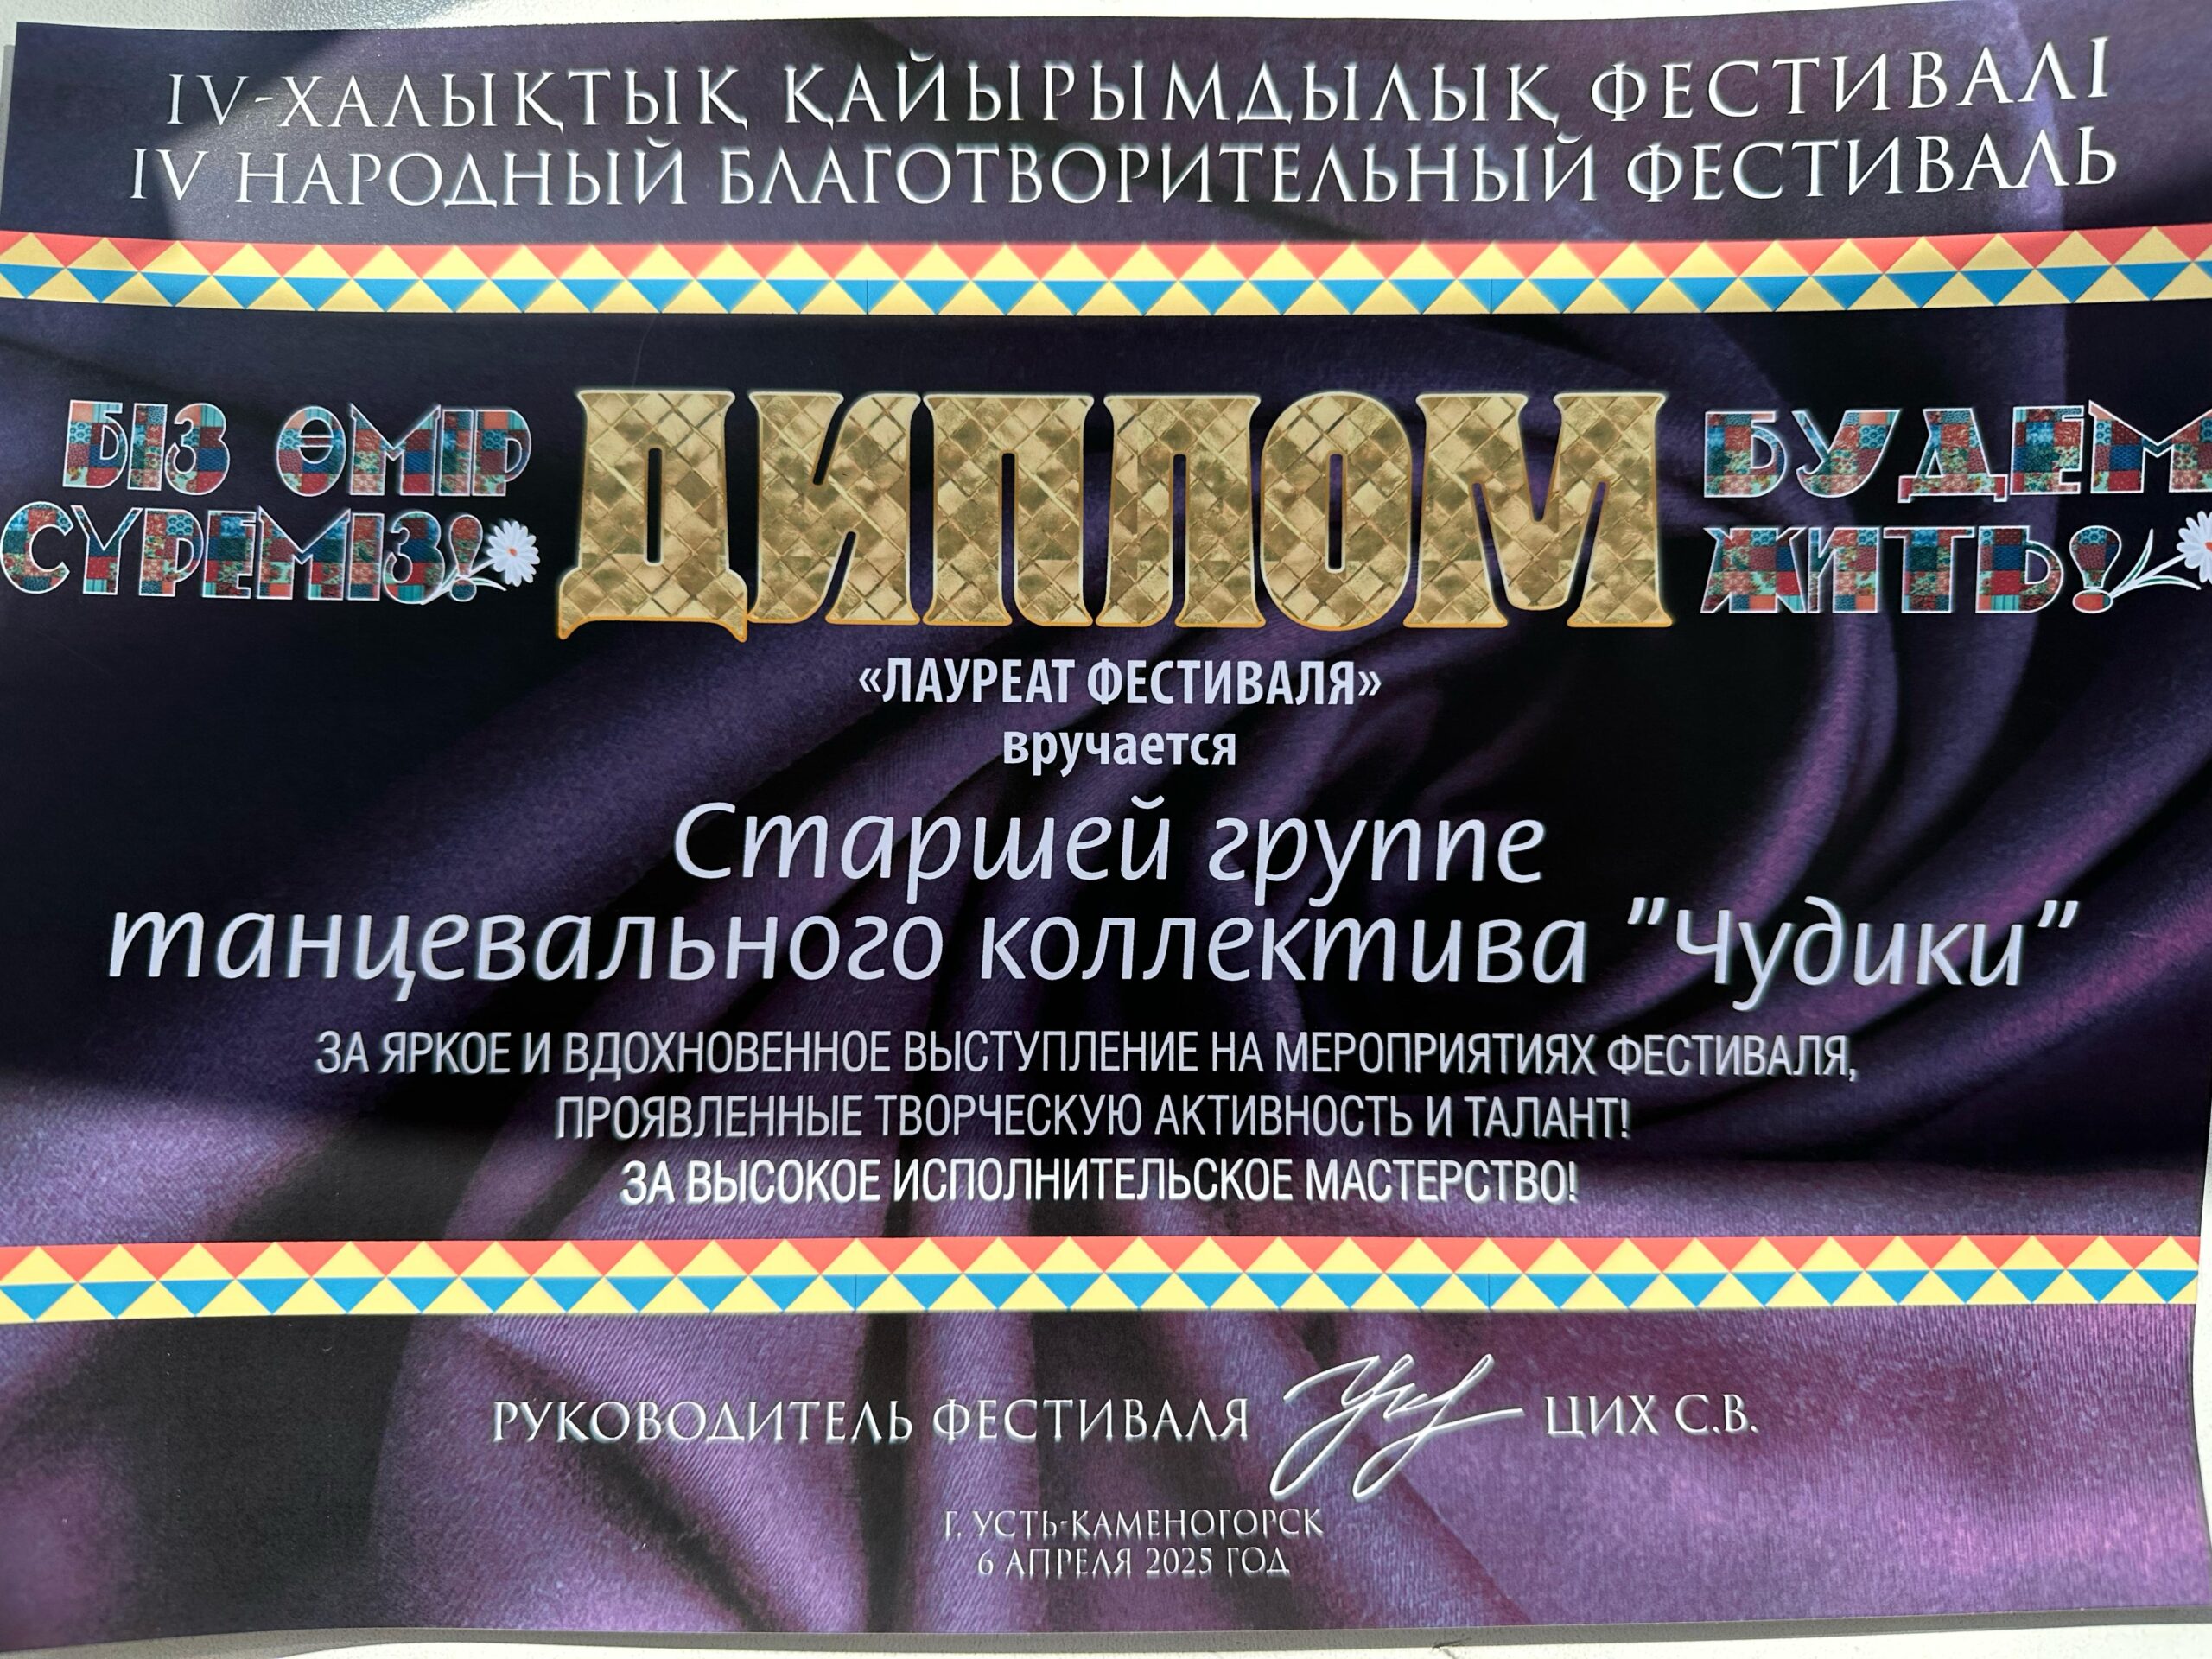 IV-ХАЛЫҚТЫҚ ҚАЙЫРЫМДЫЛЫҚ ФЕСТИВАЛІ
IV НАРОДНЫЙ БЛАГОТВОРИТЕЛЬНЫЙ ФЕСТИВАЛЬ
БІЗ ӨМІР
СҮРЕМІЗ!
ДИПЛОМ
БУДЕМ
ЖИТЬ!
«ЛАУРЕАТ ФЕСТИВАЛЯ»
вручается
Старшей группе
танцевального коллектива "Чудики"
ЗА ЯРКОЕ И ВДОХНОВЕННОЕ ВЫСТУПЛЕНИЕ НА МЕРОПРИЯТИЯХ ФЕСТИВАЛЯ,
ПРОЯВЛЕННЫЕ ТВОРЧЕСКУЮ АКТИВНОСТЬ И ТАЛАНТ!
ЗА ВЫСОКОЕ ИСПОЛНИТЕЛЬСКОЕ МАСТЕРСТВО!
РУКОВОДИТЕЛЬ ФЕСТИВАЛЯ ЦИХ С.В.
Г. УСТЬ-КАМЕНОГОРСК
6 АПРЕЛЯ 2025 ГОД